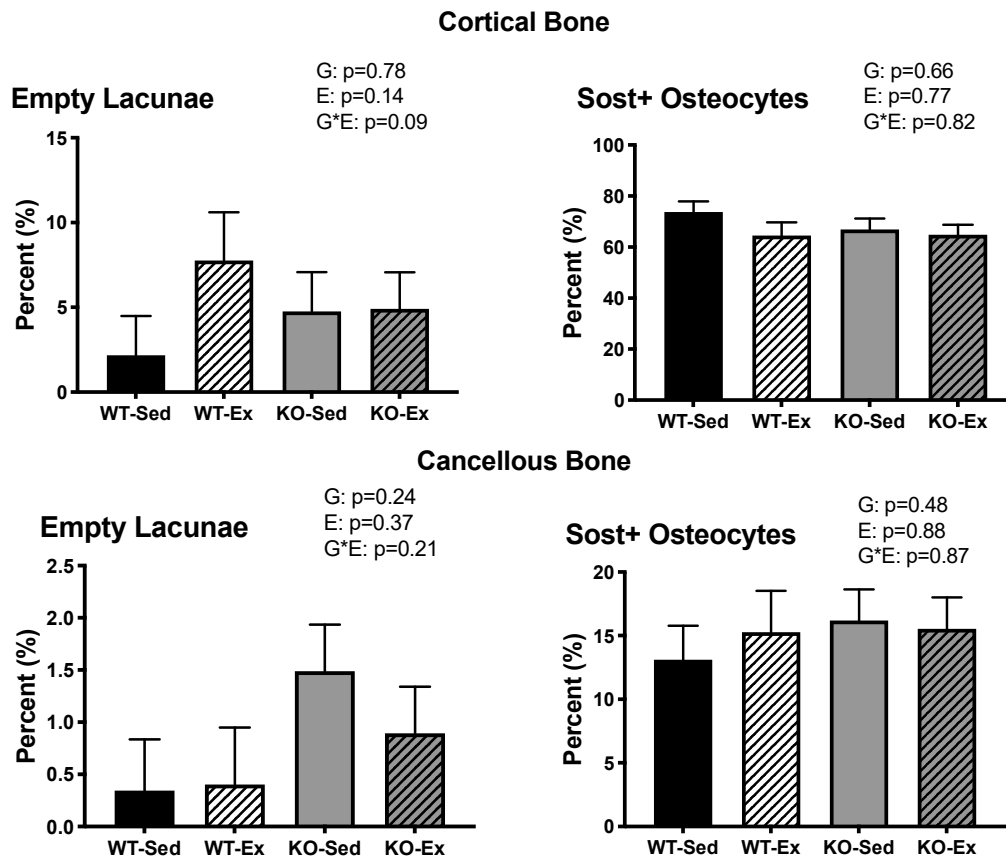 Cortical Bone
Empty Lacunae
G: p=0.78
E: p=0.14
G*E: p=0.09
Percent (%)
15
10
5
0
WT-Sed WT-Ex KO-Sed KO-Ex
Sost+ Osteocytes
G: p=0.66
E: p=0.77
G*E: p=0.82
Percent (%)
100
80
60
40
20
0
WT-Sed WT-Ex KO-Sed KO-Ex
Cancellous Bone
Empty Lacunae
G: p=0.24
E: p=0.37
G*E: p=0.21
Percent (%)
2.5
2.0
1.5
1.0
0.5
0.0
WT-Sed WT-Ex KO-Sed KO-Ex
Sost+ Osteocytes
G: p=0.48
E: p=0.88
G*E: p=0.87
Percent (%)
20
15
10
5
0
WT-Sed WT-Ex KO-Sed KO-Ex